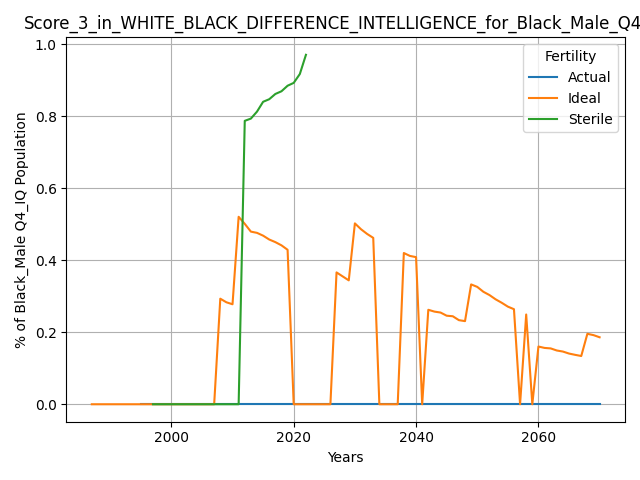 Score_3_in_WHITE_BLACK_DIFFERENCE_INTELLIGENCE_for_Black_Male_Q4
Fertility
Actual
Ideal
Sterile
% of Black_Male Q4_IQ Population
1.0
0.8
0.6
0.4
0.2
0.0
2000
2020
2040
2060
Years